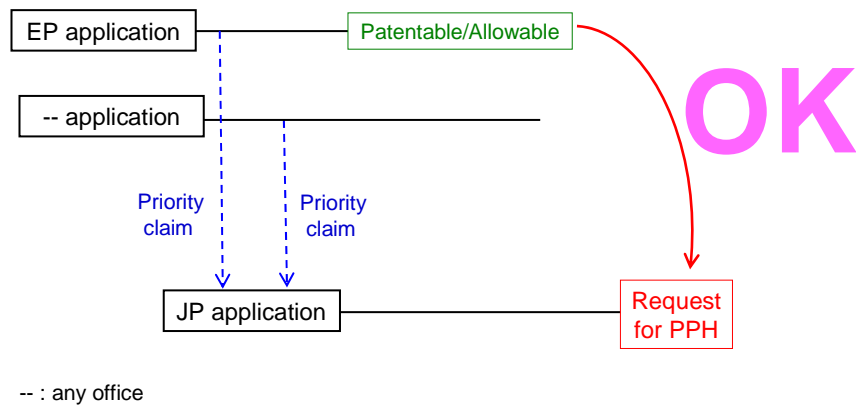 EP application
Patentable/Allowable
OK
-- application
Priority
claim
Priority
claim
JP application
Request
for PPH
-- : any office